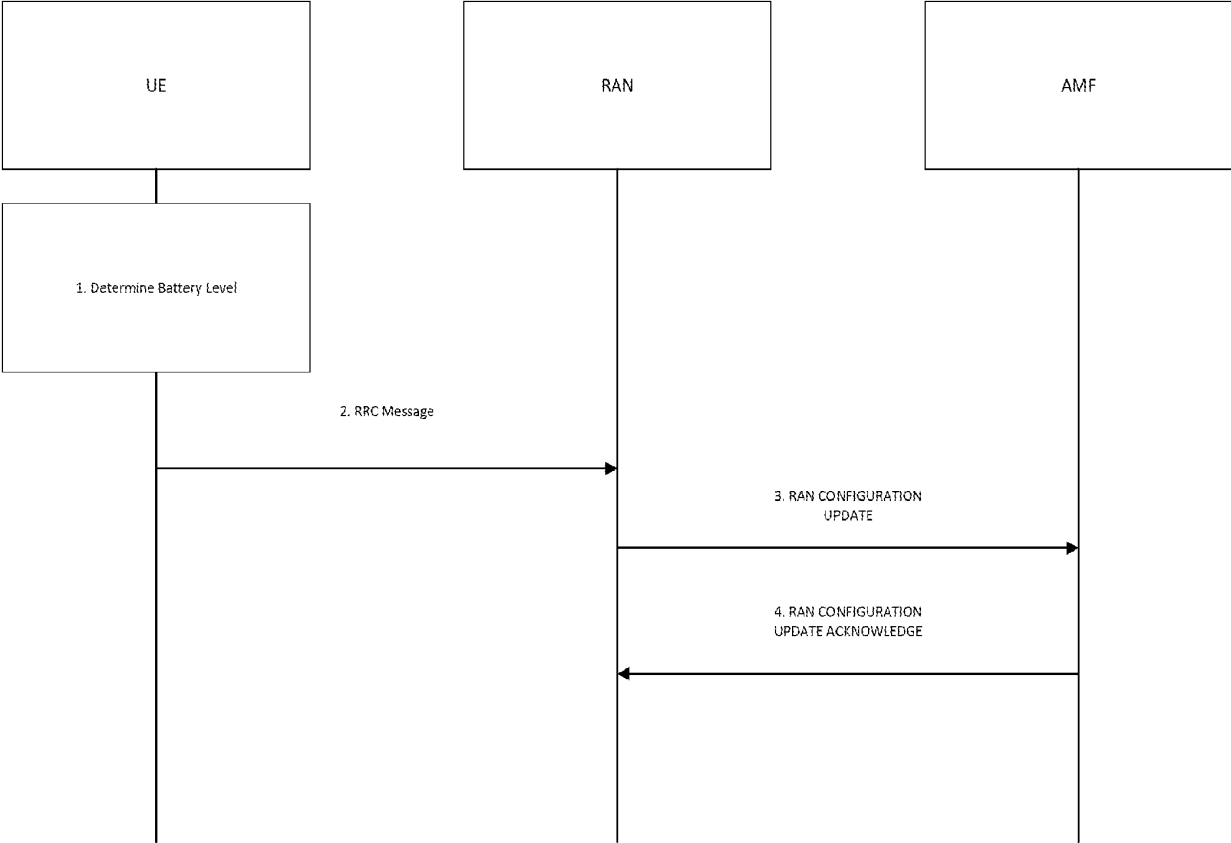 UE
RAN
AMF
1. Determine Battery Level
2. RRC Message
3. RAN CONFIGURATION
UPDATE
4. RAN CONFIGURATION
UPDATE ACKNOWLEDGE